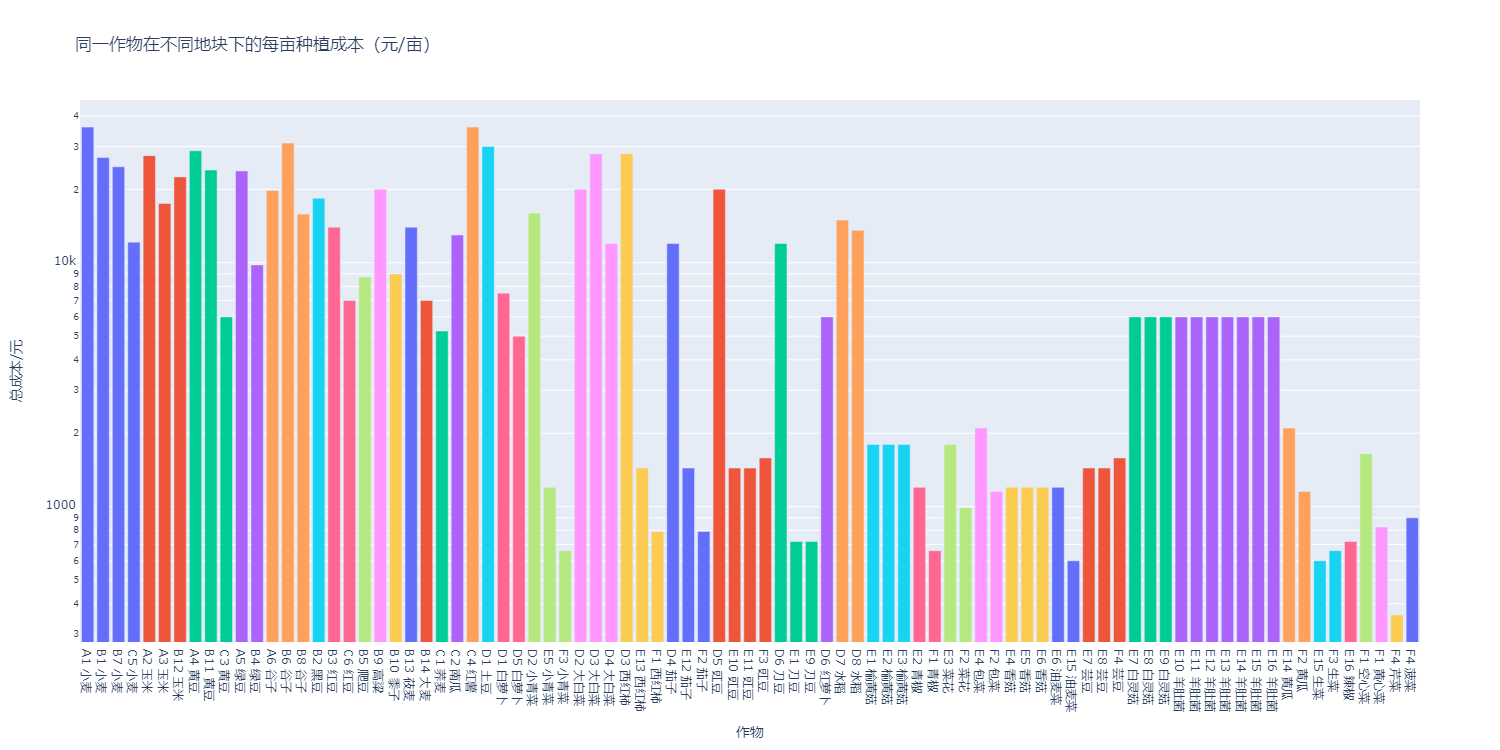 同一作物在不同地块下的每亩种植成本（元/亩）
总成本/元
4
3
2
10k
9
8
7
6
5
4
3
2
1000
9
8
7
6
5
4
3
A1 小麦
B1 小麦
B7 小麦
C5 小麦
A2 玉米
A3 玉米
B12 玉米
A4 黄豆
B11 黄豆
C3 黄豆
A5 绿豆
B4 绿豆
A6 谷子
B6 谷子
B8 谷子
B2 黑豆
B3 红豆
C6 红豆
B5 爬豆
B9 高粱
B10 黍子
B13 莜麦
B14 大麦
C1 荞麦
C2 南瓜
C4 红薯
D1 土豆
D1 白萝卜
D5 白萝卜
D2 小青菜
E5 小青菜
F3 小青菜
D2 大白菜
D3 大白菜
D4 大白菜
D3 西红柿
E13 西红柿
F1 西红柿
D4 茄子
E12 茄子
F2 茄子
D5 豇豆
E10 豇豆
E11 豇豆
F3 豇豆
D6 刀豆
E1 刀豆
E9 刀豆
D6 红萝卜
D7 水稻
D8 水稻
E1 榆黄菇
E2 榆黄菇
E3 榆黄菇
E2 青椒
F1 青椒
E3 菜花
F2 菜花
E4 包菜
F2 包菜
E4 香菇
E5 香菇
E6 香菇
E6 油麦菜
E15 油麦菜
E7 芸豆
E8 芸豆
F4 芸豆
E7 白灵菇
E8 白灵菇
E9 白灵菇
E10 羊肚菌
E11 羊肚菌
E12 羊肚菌
E13 羊肚菌
E14 羊肚菌
E15 羊肚菌
E16 羊肚菌
E14 黄瓜
F2 黄瓜
E15 生菜
F3 生菜
E16 辣椒
F1 空心菜
F1 黄心菜
F4 芹菜
F4 菠菜
作物